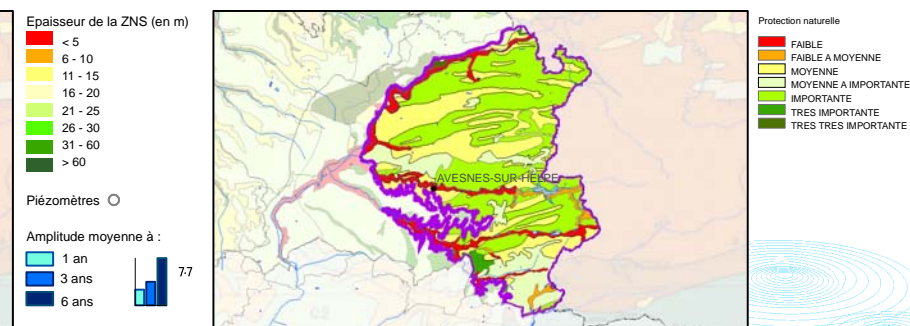 Epaisseur de la ZNS (en m)
< 5
6 - 10
11 - 15
16 - 20
21 - 25
26 - 30
31 - 60
> 60
Piézomètres
Amplitude moyenne à :
1 an
3 ans
6 ans
7.7
AVESNES-SUR-HELPE
C2
Protection naturelle
FAIBLE
FAIBLE A MOYENNE
MOYENNE
MOYENNE A IMPORTANTE
IMPORTANTE
TRES IMPORTANTE
TRES TRES IMPORTANTE